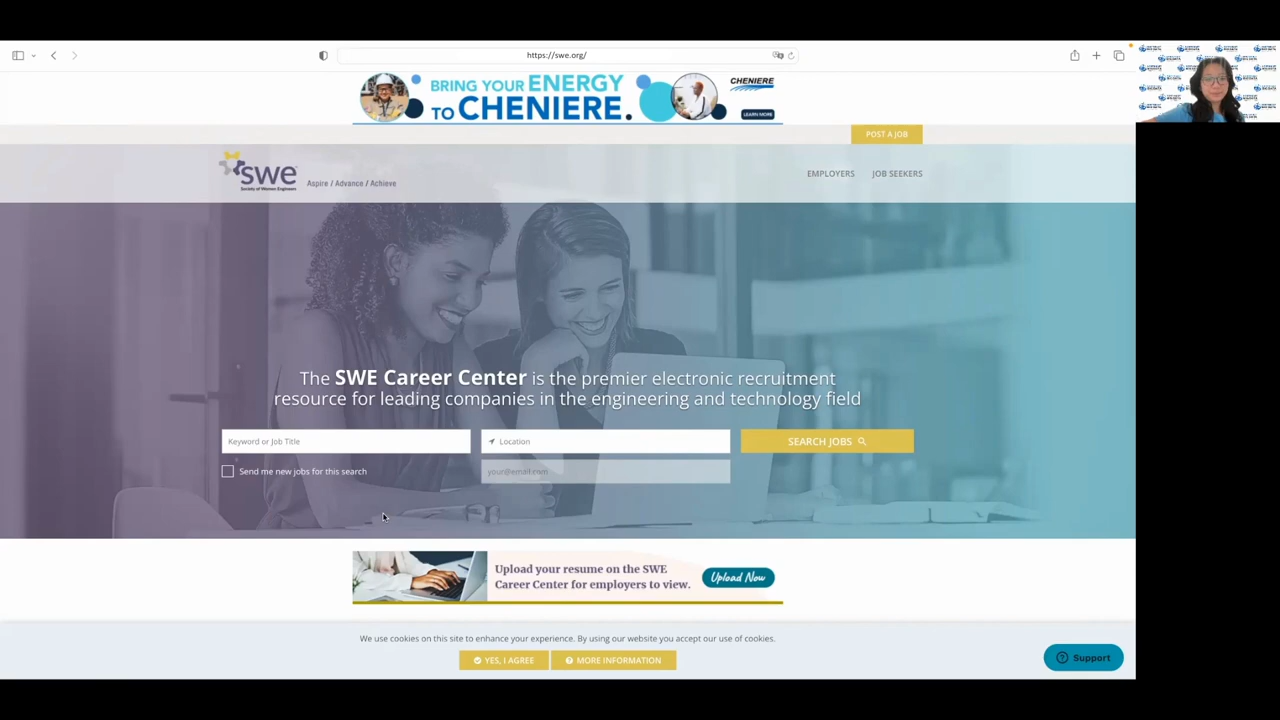 https://swe.org/
BRING YOUR ENERGY
TO CHENIERE.
CHENIERE
LEARN MORE
POST A JOB
swe
Society of Women Engineers
Aspire / Advance / Achieve
EMPLOYERS
JOB SEEKERS
The SWE Career Center is the premier electronic recruitment
resource for leading companies in the engineering and technology field
Keyword or Job Title
Location
SEARCH JOBS
Send me new jobs for this search
your@email.com
Upload your resume on the SWE
Career Center for employers to view.
Upload Now
We use cookies on this site to enhance your experience. By using our website you accept our use of cookies.
YES, I AGREE
MORE INFORMATION
Support